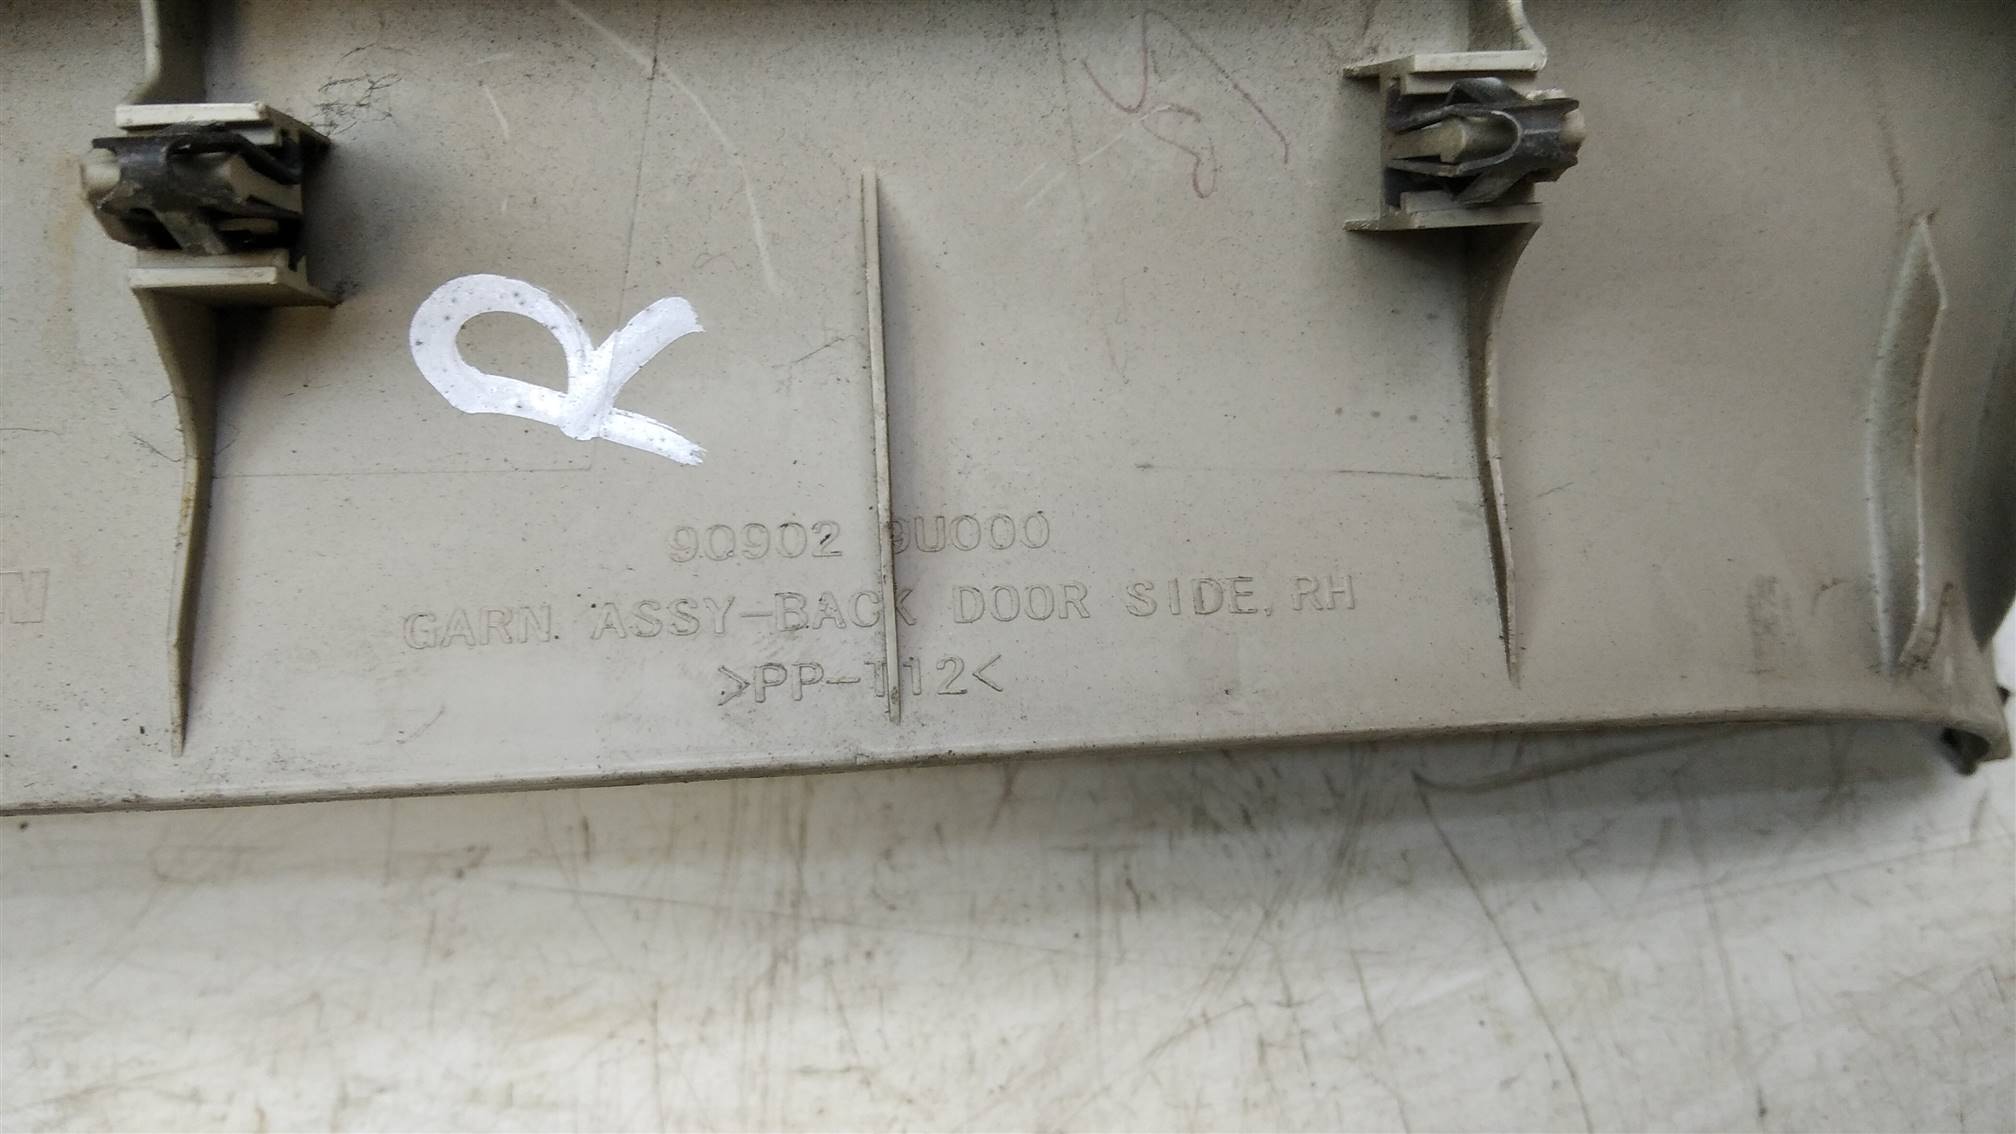 R
90902 9U000
GARN. ASSY-BACK DOOR SIDE, RH
>PP-T12<